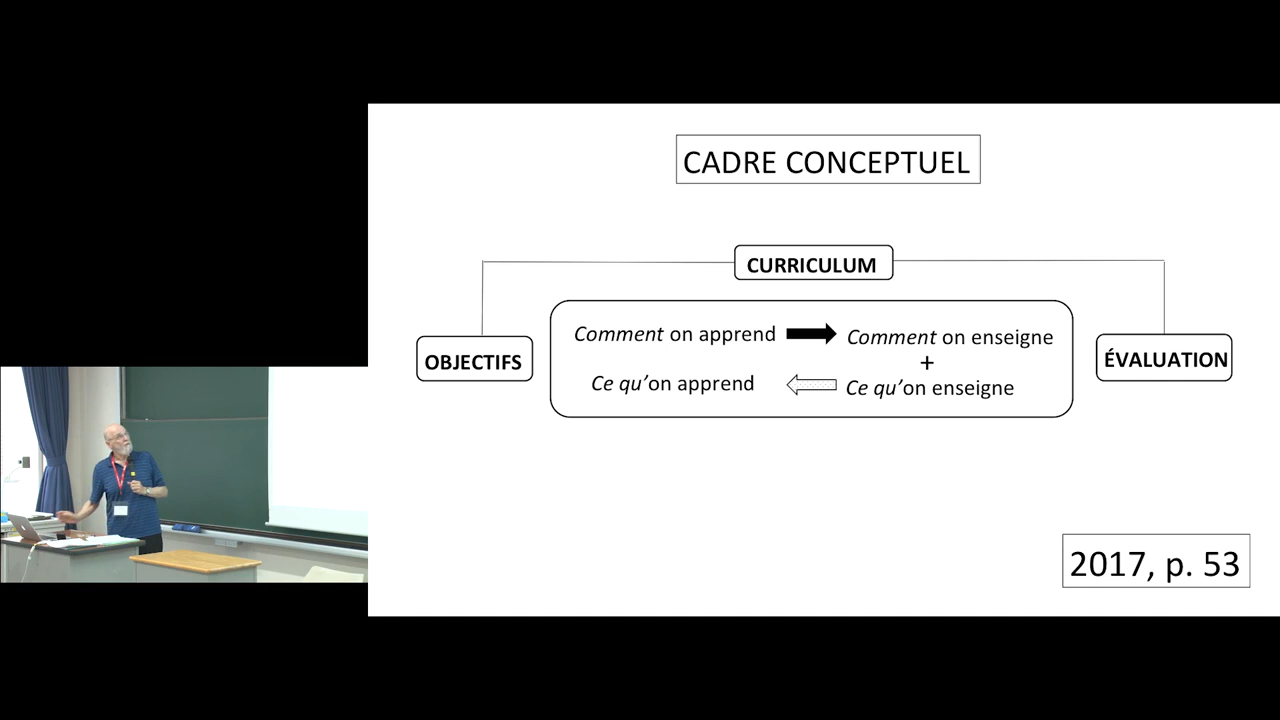 CADRE CONCEPTUEL
CURRICULUM
OBJECTIFS
Comment on apprend
Comment on enseigne
+
Ce qu'on apprend
Ce qu'on enseigne
ÉVALUATION
2017, p. 53